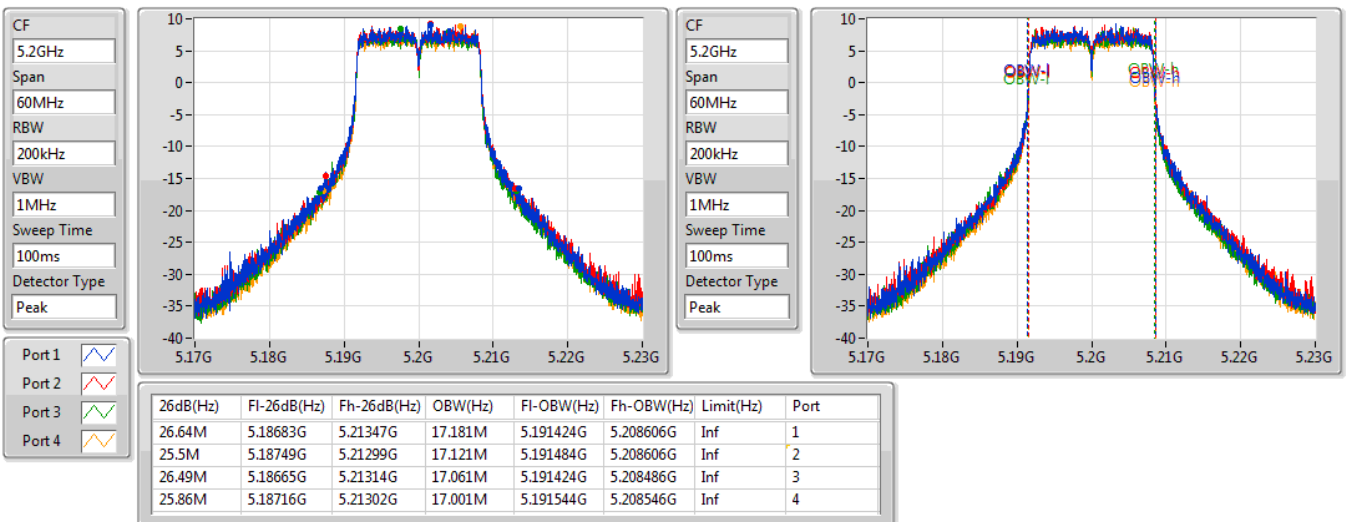 CF
5.2GHz
Span
60MHz
RBW
200kHz
VBW
1MHz
Sweep Time
100ms
Detector Type
Peak
10
5
0
-5
-10
-15
-20
-25
-30
-35
-40
5.17G 5.18G 5.19G 5.2G 5.21G 5.22G 5.23G
CF
5.2GHz
Span
60MHz
RBW
200kHz
VBW
1MHz
Sweep Time
100ms
Detector Type
Peak
10
5
0
-5
-10
-15
-20
-25
-30
-35
-40
OBW-l OBW-h
5.17G 5.18G 5.19G 5.2G 5.21G 5.22G 5.23G
Port 1
Port 2
Port 3
Port 4
26dB(Hz) Fl-26dB(Hz) Fh-26dB(Hz) OBW(Hz) Fl-OBW(Hz) Fh-OBW(Hz) Limit(Hz) Port
26.64M 5.18683G 5.21347G 17.181M 5.191424G 5.208606G Inf 1
25.5M 5.18749G 5.21299G 17.121M 5.191484G 5.208606G Inf 2
26.49M 5.18665G 5.21314G 17.061M 5.191424G 5.208486G Inf 3
25.86M 5.18716G 5.21302G 17.001M 5.191544G 5.208546G Inf 4